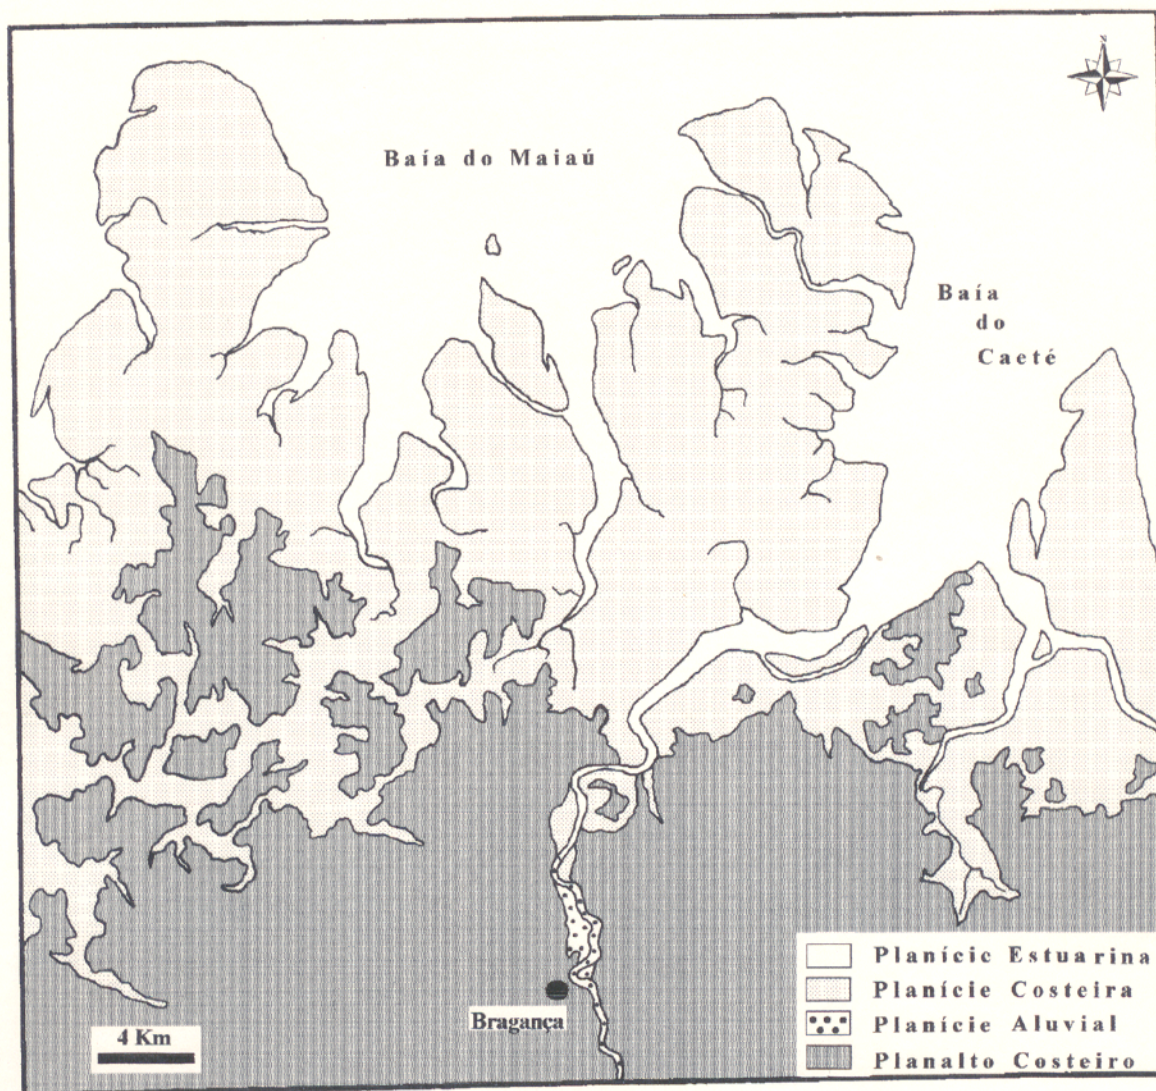 N
Baía do Maiaú
Baía
do
Caeté
Planície Estuarina
Planície Costeira
Planície Aluvial
Planalto Costeiro
Bragança
4 Km